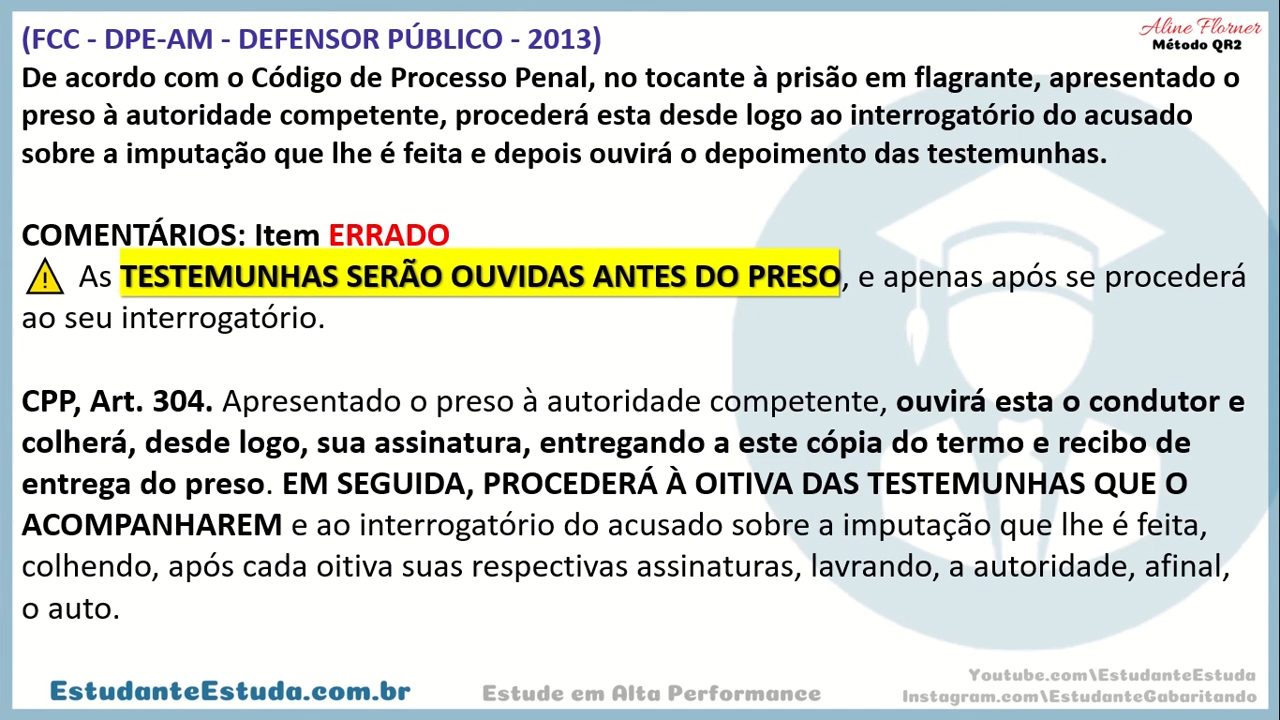 (FCC - DPE-AM - DEFENSOR PÚBLICO - 2013)
Aline Florner
Método QR2
De acordo com o Código de Processo Penal, no tocante à prisão em flagrante, apresentado o
preso à autoridade competente, procederá esta desde logo ao interrogatório do acusado
sobre a imputação que lhe é feita e depois ouvirá o depoimento das testemunhas.
COMENTÁRIOS: Item ERRADO
As TESTEMUNHAS SERÃO OUVIDAS ANTES DO PRESO, e apenas após se procederá
ao seu interrogatório.
CPP, Art. 304. Apresentado o preso à autoridade competente, ouvirá esta o condutor e
colherá, desde logo, sua assinatura, entregando a este cópia do termo e recibo de
entrega do preso. EM SEGUIDA, PROCEDERÁ À OITIVA DAS TESTEMUNHAS QUE O
ACOMPANHAREM e ao interrogatório do acusado sobre a imputação que lhe é feita,
colhendo, após cada oitiva suas respectivas assinaturas, lavrando, a autoridade, afinal,
o auto.
EstudanteEstuda.com.br
Estude em Alta Performance
Youtube.com\EstudanteEstuda
Instagram.com\EstudanteGabaritando